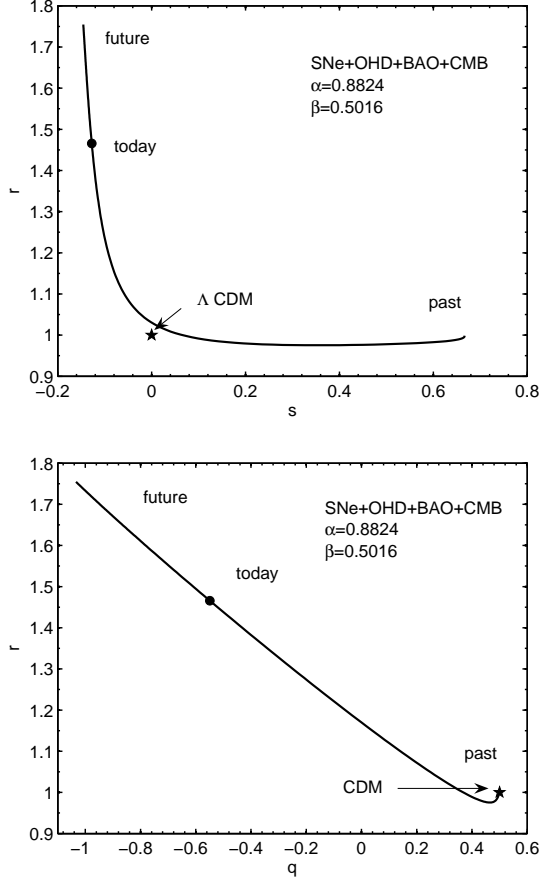 1.8
future
SNe+OHD+BAO+CMB
1.7
α=0.8824
1.6
β=0.5016
1.5
today
1.4
r
1.3
1.2
Λ CDM
past
1.1
1
0.9
−0.2 0 0.2 0.4 0.6 0.8
s
1.8
future
SNe+OHD+BAO+CMB
1.7
α=0.8824
1.6
β=0.5016
today
1.5
1.4
r
1.3
1.2
past
1.1
CDM
1
0.9
−1 −0.8 −0.6 −0.4 −0.2 0 0.2 0.4 0.6
q